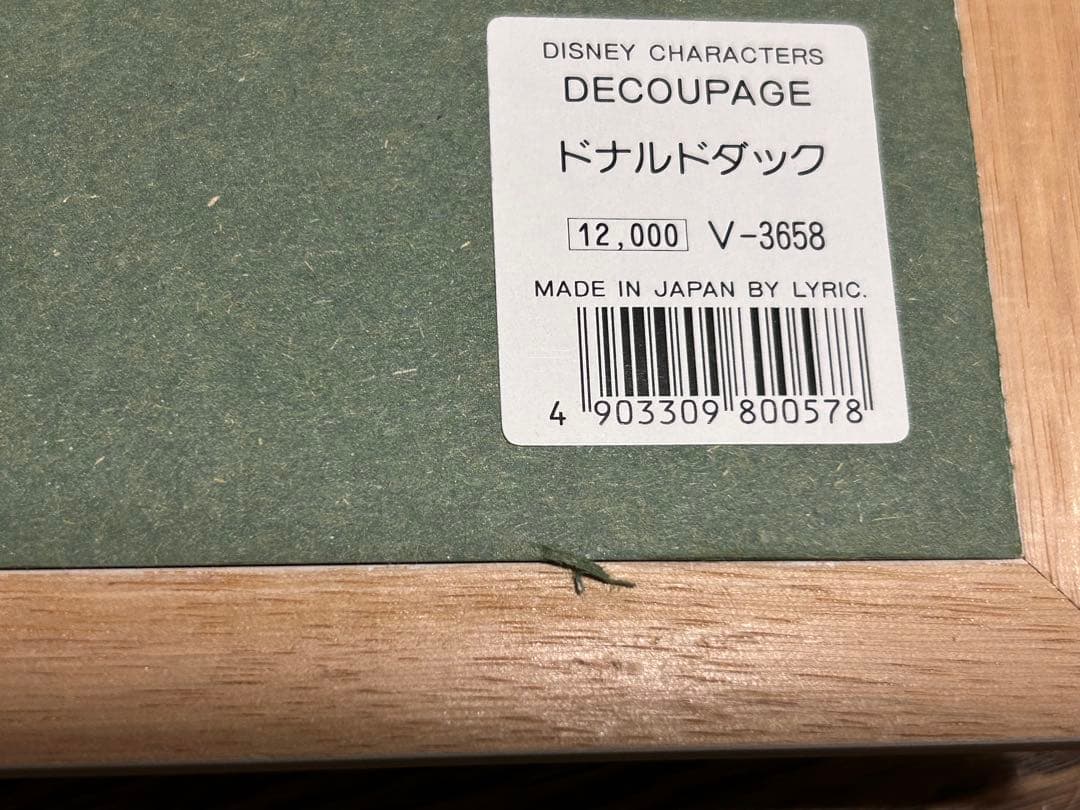 DISNEY CHARACTERS
DECOUPAGE
ドナルドダック
12,000 V-3658
MADE IN JAPAN BY LYRIC.
4 903309 800578